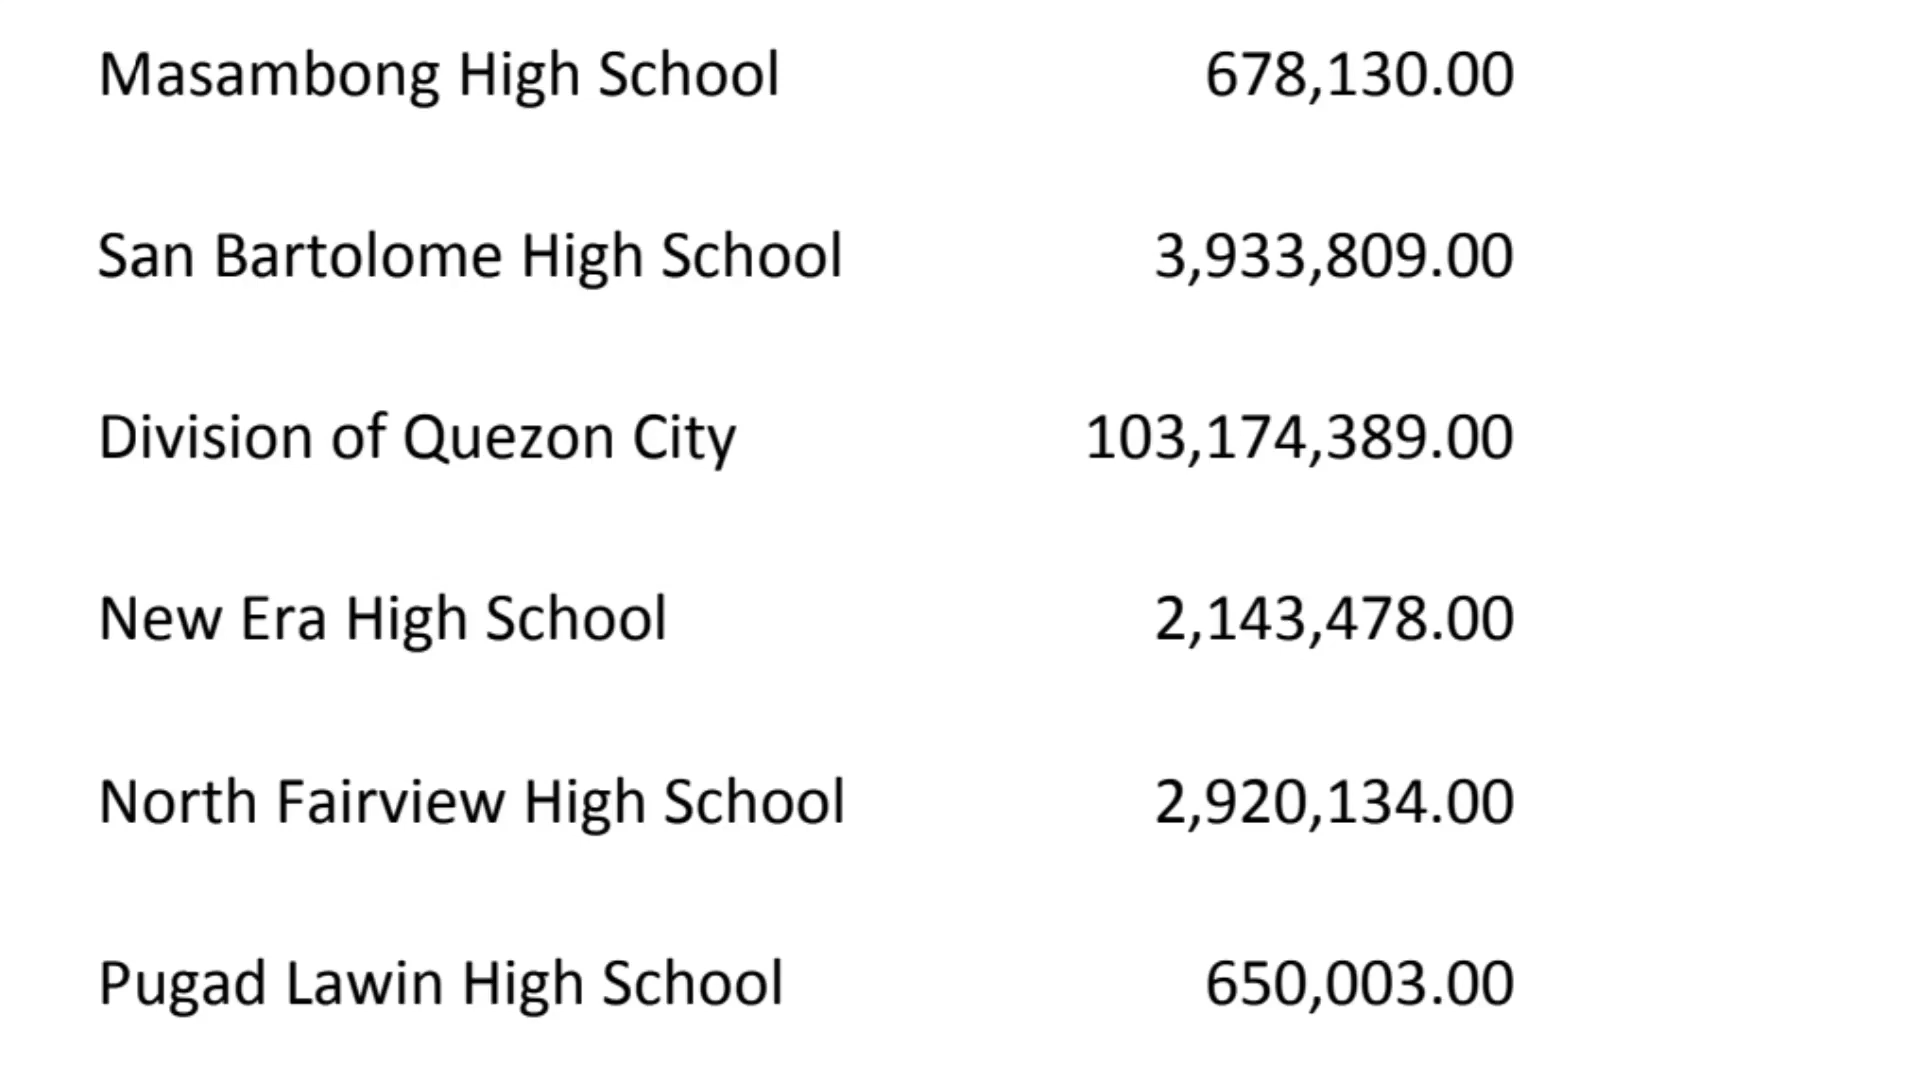 Masambong High School 678,130.00
San Bartolome High School 3,933,809.00
Division of Quezon City 103,174,389.00
New Era High School 2,143,478.00
North Fairview High School 2,920,134.00
Pugad Lawin High School 650,003.00